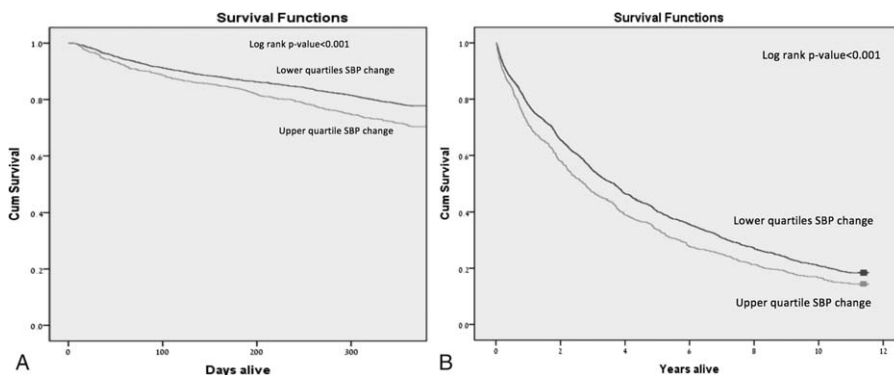 Survival Functions
Log rank p-value<0.001
Lower quartiles SBP change
Upper quartile SBP change
Cum Survival
1.0
0.8
0.6
0.4
0.2
0.0
0
100
200
300
Days alive
A
Survival Functions
Log rank p-value<0.001
Lower quartiles SBP change
Upper quartile SBP change
Cum Survival
1.0
0.8
0.6
0.4
0.2
0.0
0
2
4
6
8
10
12
Years alive
B